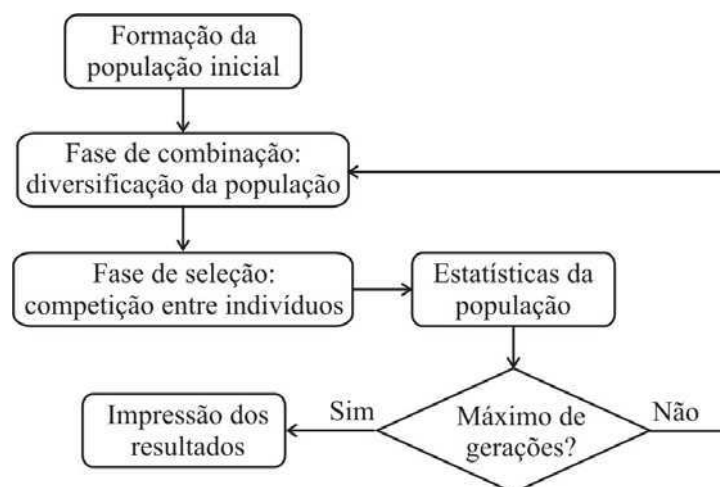 Formação da
população inicial
Fase de combinação:
diversificação da população
Fase de seleção:
competição entre indivíduos
Estatísticas da
população
Impressão dos
resultados
Sim
Máximo de
gerações?
Não